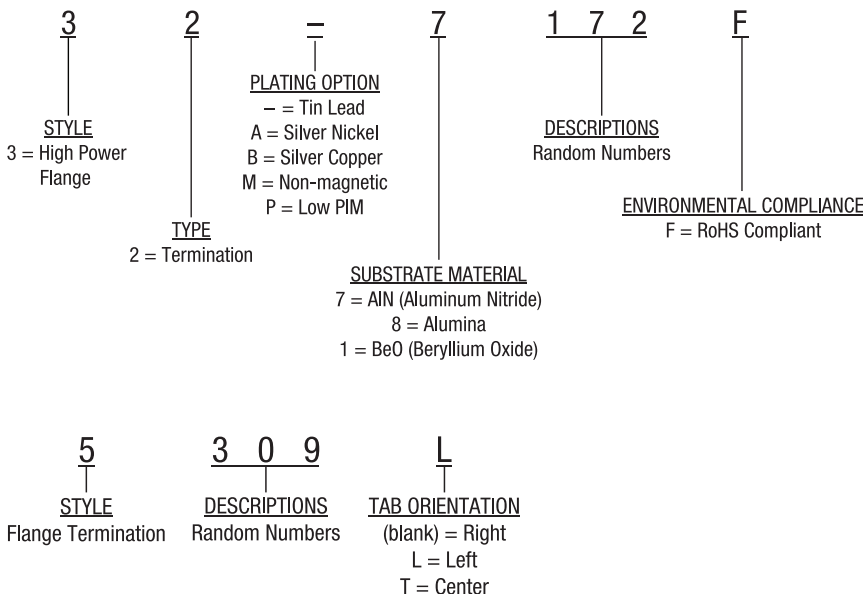 3 2 – 7 1 7 2 F
PLATING OPTION
– = Tin Lead
A = Silver Nickel
B = Silver Copper
M = Non-magnetic
P = Low PIM
STYLE
3 = High Power
Flange
DESCRIPTIONS
Random Numbers
ENVIRONMENTAL COMPLIANCE
F = RoHS Compliant
TYPE
2 = Termination
SUBSTRATE MATERIAL
7 = AlN (Aluminum Nitride)
8 = Alumina
1 = BeO (Beryllium Oxide)
5 3 0 9 L
STYLE
Flange Termination
DESCRIPTIONS
Random Numbers
TAB ORIENTATION
(blank) = Right
L = Left
T = Center